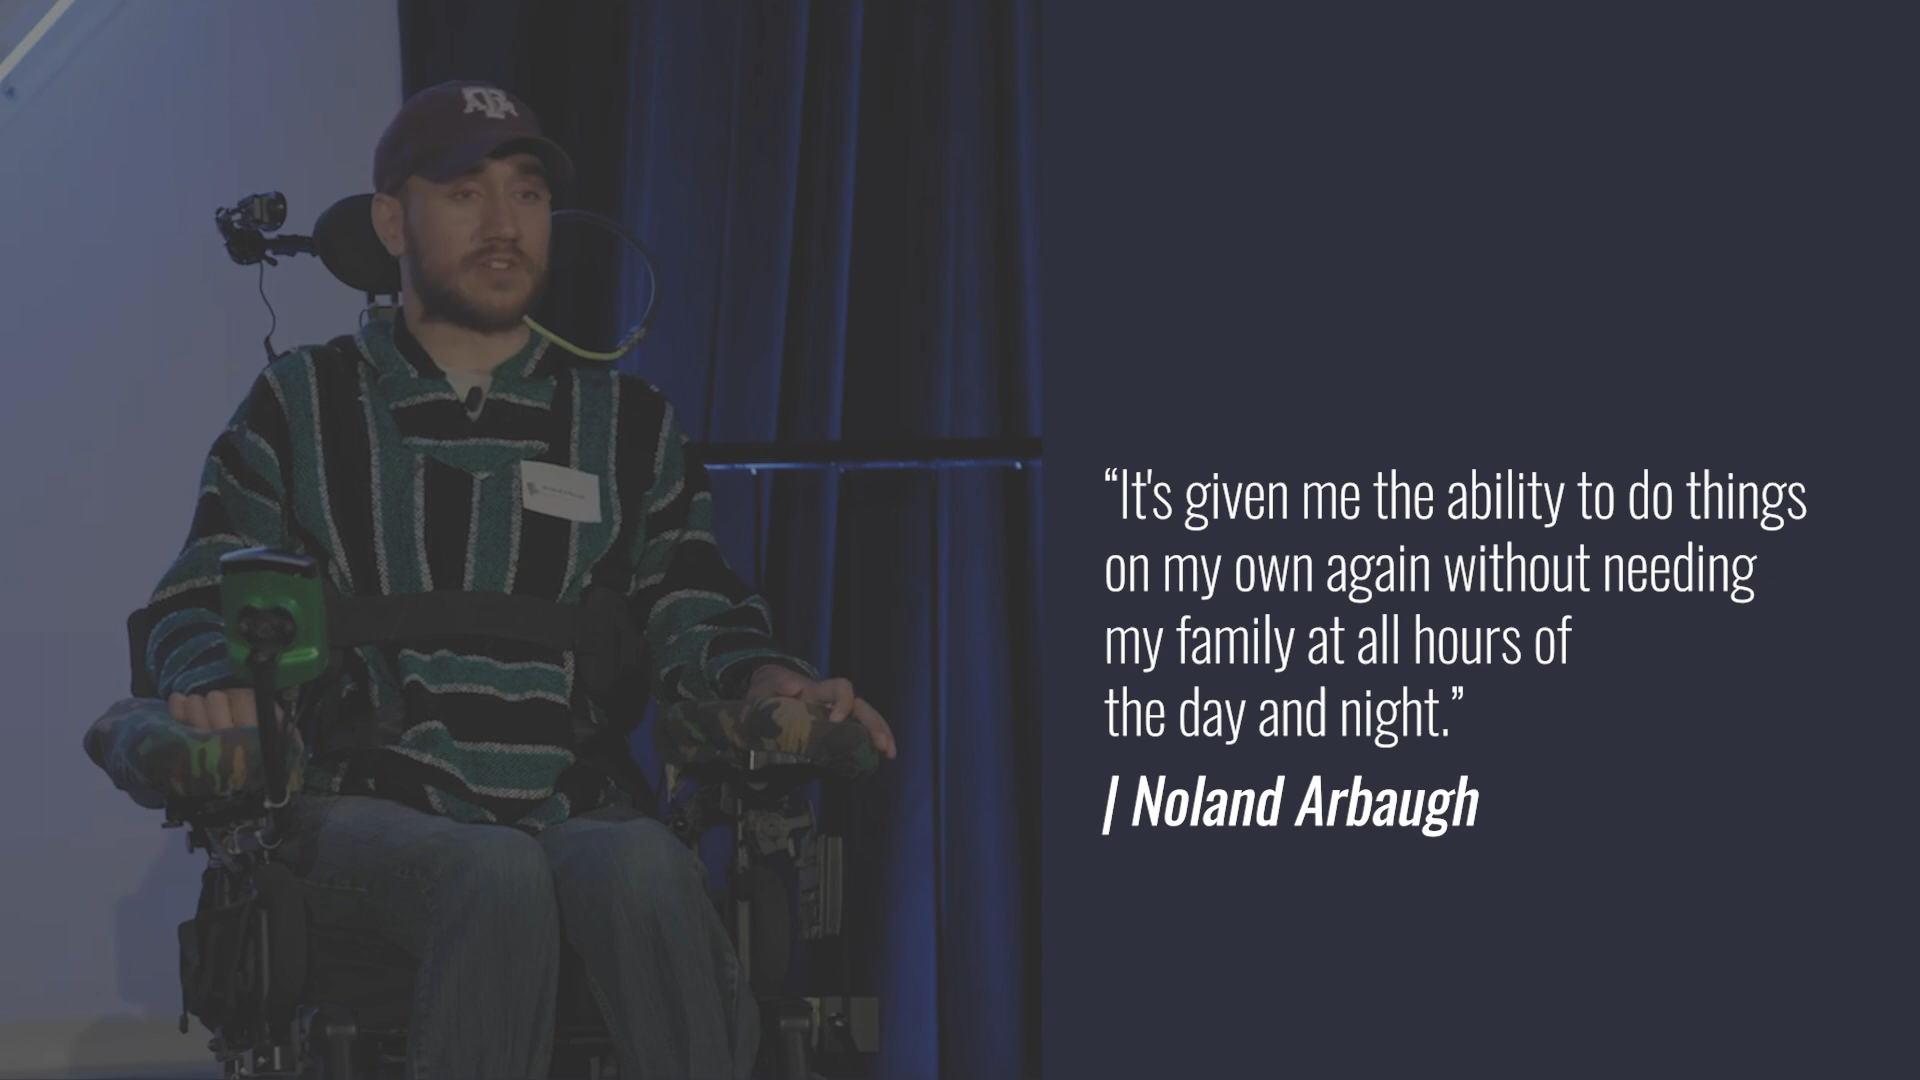 ATM
“It's given me the ability to do things
on my own again without needing
my family at all hours of
the day and night.”
| Noland Arbaugh